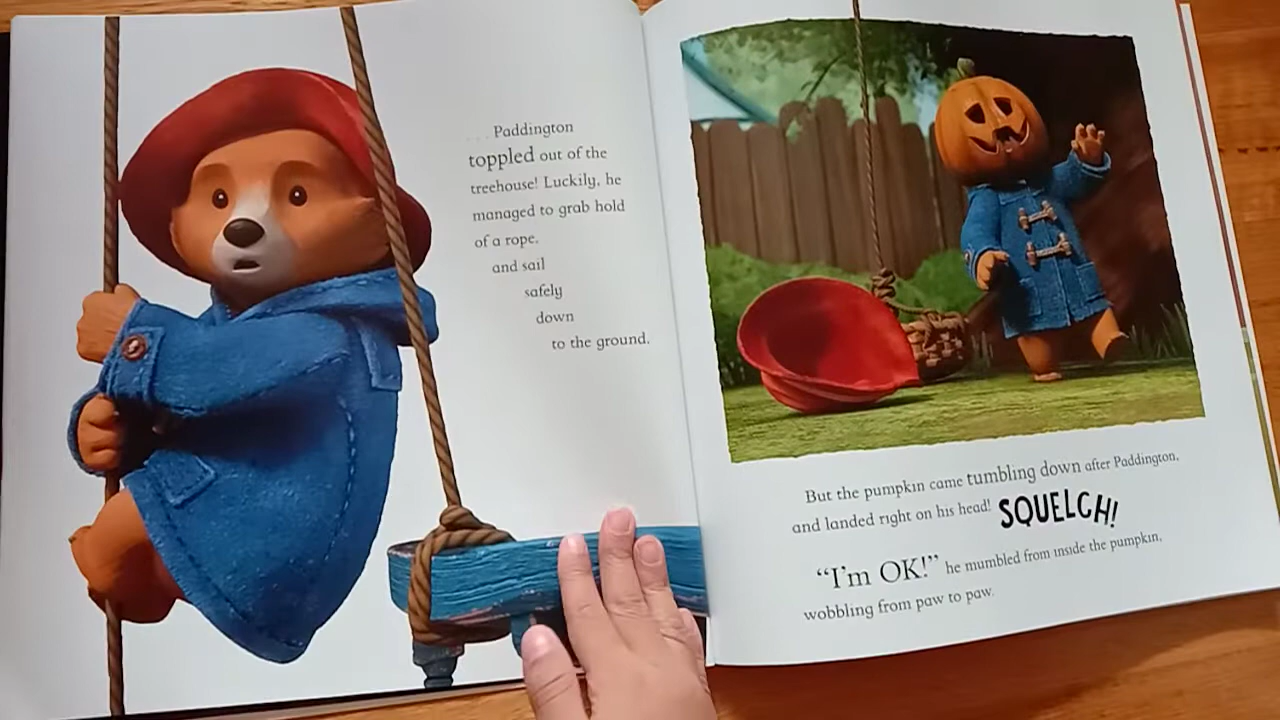 . . . Paddington
toppled out of the
treehouse! Luckily, he
managed to grab hold
of a rope,
and sail
safely
down
to the ground.
But the pumpkin came tumbling down after Paddington,
and landed right on his head! SQUELCH!
“I’m OK!” he mumbled from inside the pumpkin,
wobbling from paw to paw.